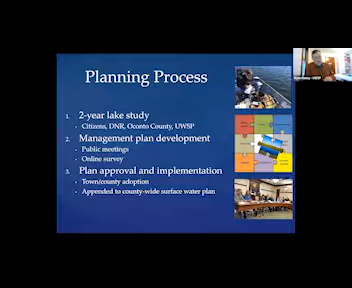 Planning Process
1. 2-year lake study
• Citizens, DNR, Oconto County, UWSP
2. Management plan development
• Public meetings
• Online survey
3. Plan approval and implementation
• Town/county adoption
• Appended to county-wide surface water plan